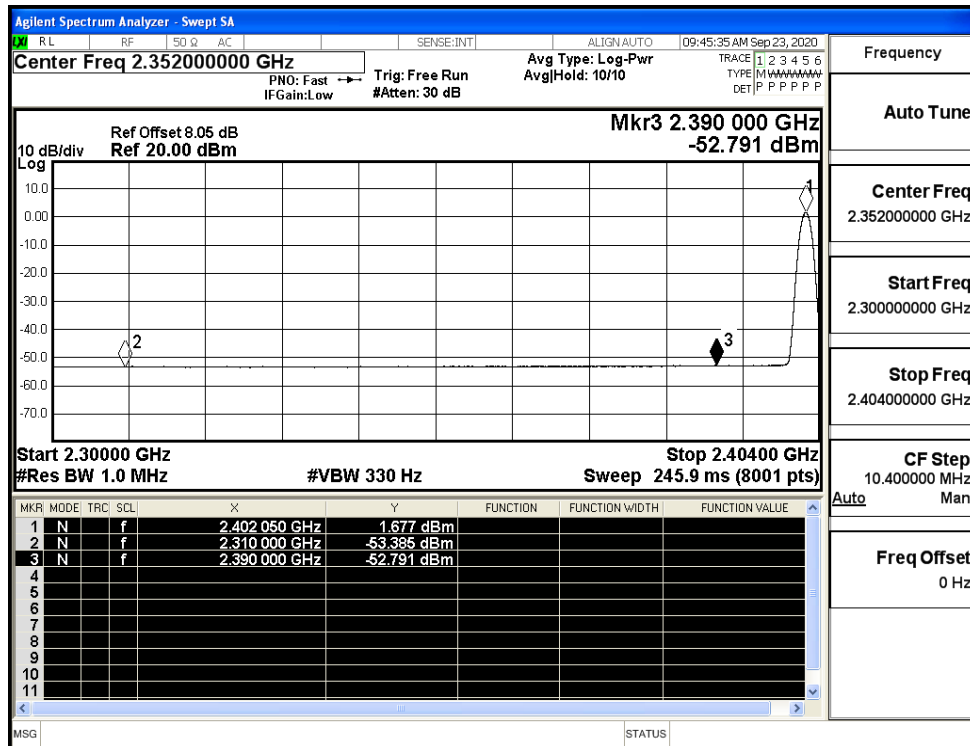 Agilent Spectrum Analyzer - Swept SA
LXI RL RF 50 Ω AC SENSE:INT ALIGN AUTO 09:45:35 AM Sep 23, 2020
Center Freq 2.352000000 GHz
PNO: Fast
IFGain:Low
Trig: Free Run
#Atten: 30 dB
Avg Type: Log-Pwr
Avg|Hold: 10/10
TRACE 1 2 3 4 5 6
TYPE M WWWWW
DET P P P P P P
Ref Offset 8.05 dB
Ref 20.00 dBm
10 dB/div
Log
Mkr3 2.390 000 GHz
-52.791 dBm
10.0
0.00
-10.0
-20.0
-30.0
-40.0
-50.0
-60.0
-70.0
1
2
3
Start 2.30000 GHz Stop 2.40400 GHz
#Res BW 1.0 MHz #VBW 330 Hz Sweep 245.9 ms (8001 pts)
MKR MODE TRC SCL X Y FUNCTION FUNCTION WIDTH FUNCTION VALUE
1 N f 2.402 050 GHz 1.677 dBm
2 N f 2.310 000 GHz -53.385 dBm
3 N f 2.390 000 GHz -52.791 dBm
4
5
6
7
8
9
10
11
MSG STATUS
Frequency
Auto Tune
Center Freq
2.352000000 GHz
Start Freq
2.300000000 GHz
Stop Freq
2.404000000 GHz
CF Step
10.400000 MHz
Auto Man
Freq Offset
0 Hz